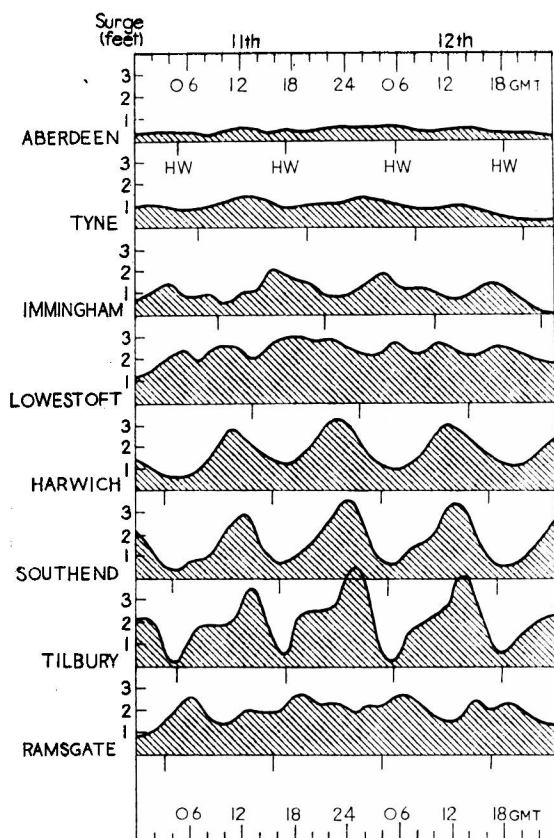 Surge
(feet) 11th 12th
3 06 12 18 24 06 12 18 GMT
2
1
ABERDEEN
3 HW HW HW HW
2
1
TYNE
3
2
1
IMMINGHAM
3
2
1
LOWESTOFT
3
2
1
HARWICH
3
2
1
SOUTHEND
3
2
1
TILBURY
3
2
1
RAMSGATE
06 12 18 24 06 12 18 GMT